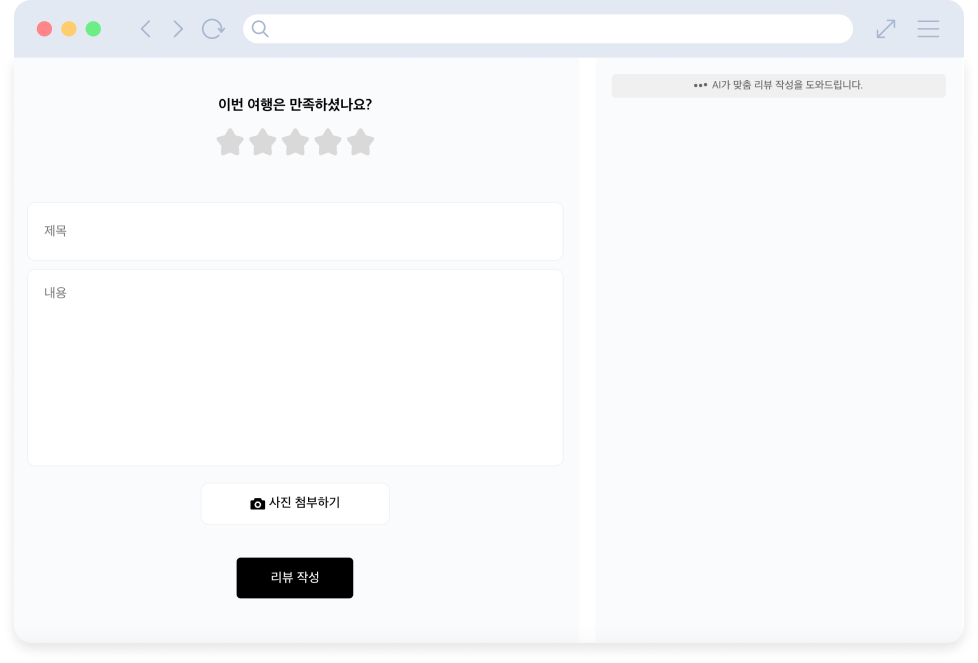 이번 여행은 만족하셨나요?
제목
내용
사진 첨부하기
리뷰 작성
••• AI가 맞춤 리뷰 작성을 도와드립니다.